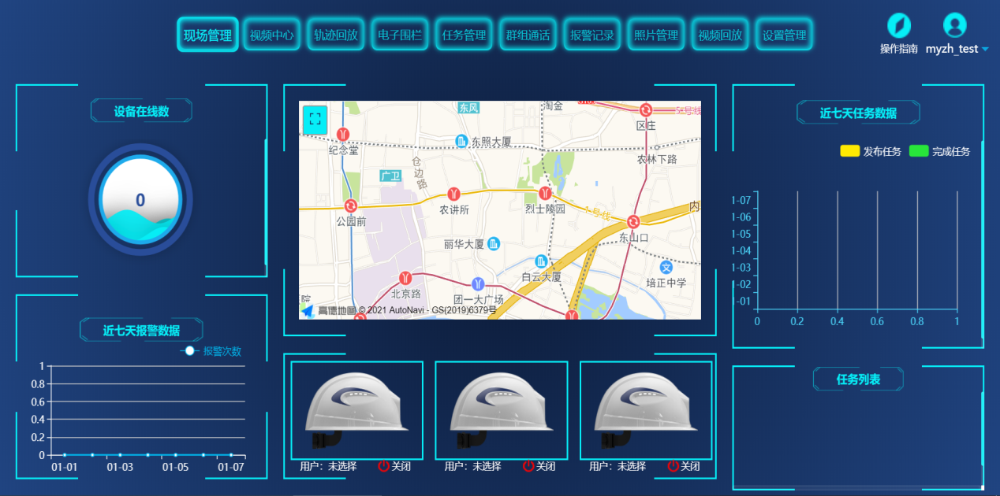 现场管理
视频中心
轨迹回放
电子围栏
任务管理
群组通话
报警记录
照片管理
视频回放
设置管理
操作指南
myzh_test
设备在线数
0
近七天报警数据
报警次数
1
0.8
0.6
0.4
0.2
0
01-01 01-03 01-05 01-07
东风
淘金
5号线
区庄
纪念堂
东照大厦
仓边路
农林下路
广卫
农讲所
烈士陵园
1号线
内
公园前
东山口
丽华大厦
白云大厦
培正中学
北京路
团一大广场
院
高德地图 © 2021 AutoNavi - GS(2019)6379号
用户：未选择 关闭
用户：未选择 关闭
用户：未选择 关闭
近七天任务数据
发布任务 完成任务
1-07
1-06
1-05
1-04
1-03
1-02
-01
0 0.2 0.4 0.6 0.8 1
任务列表